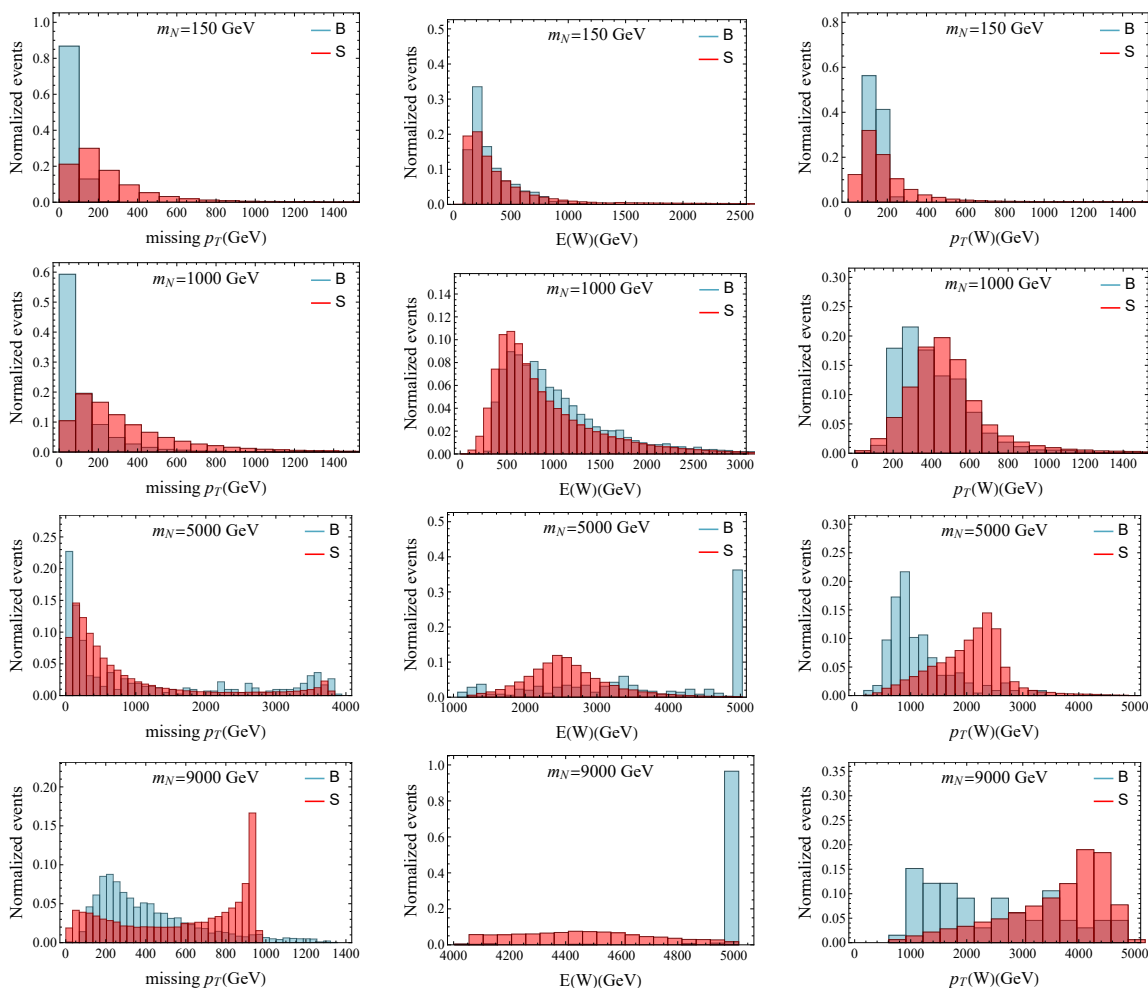 m_N=150 GeV
B
S
Normalized events
0.0
0.2
0.4
0.6
0.8
1.0
0 200 400 600 800 1000 1200 1400
missing p_T(GeV)
m_N=150 GeV
B
S
Normalized events
0.0
0.1
0.2
0.3
0.4
0.5
0 500 1000 1500 2000 2500
E(W)(GeV)
m_N=150 GeV
B
S
Normalized events
0.0
0.2
0.4
0.6
0.8
0 200 400 600 800 1000 1200 1400
p_T(W)(GeV)
m_N=1000 GeV
B
S
Normalized events
0.0
0.1
0.2
0.3
0.4
0.5
0.6
0 200 400 600 800 1000 1200 1400
missing p_T(GeV)
m_N=1000 GeV
B
S
Normalized events
0.00
0.02
0.04
0.06
0.08
0.10
0.12
0.14
0 500 1000 1500 2000 2500 3000
E(W)(GeV)
m_N=1000 GeV
B
S
Normalized events
0.00
0.05
0.10
0.15
0.20
0.25
0.30
0 200 400 600 800 1000 1200 1400
p_T(W)(GeV)
m_N=5000 GeV
B
S
Normalized events
0.00
0.05
0.10
0.15
0.20
0.25
0 1000 2000 3000 4000
missing p_T(GeV)
m_N=5000 GeV
B
S
Normalized events
0.0
0.1
0.2
0.3
0.4
0.5
1000 2000 3000 4000 5000
E(W)(GeV)
m_N=5000 GeV
B
S
Normalized events
0.00
0.05
0.10
0.15
0.20
0.25
0.30
0 1000 2000 3000 4000 5000
p_T(W)(GeV)
m_N=9000 GeV
B
S
Normalized events
0.00
0.05
0.10
0.15
0.20
0 200 400 600 800 1000 1200 1400
missing p_T(GeV)
m_N=9000 GeV
B
S
Normalized events
0.0
0.2
0.4
0.6
0.8
1.0
4000 4200 4400 4600 4800 5000
E(W)(GeV)
m_N=9000 GeV
B
S
Normalized events
0.00
0.05
0.10
0.15
0.20
0.25
0.30
0.35
0 1000 2000 3000 4000 5000
p_T(W)(GeV)